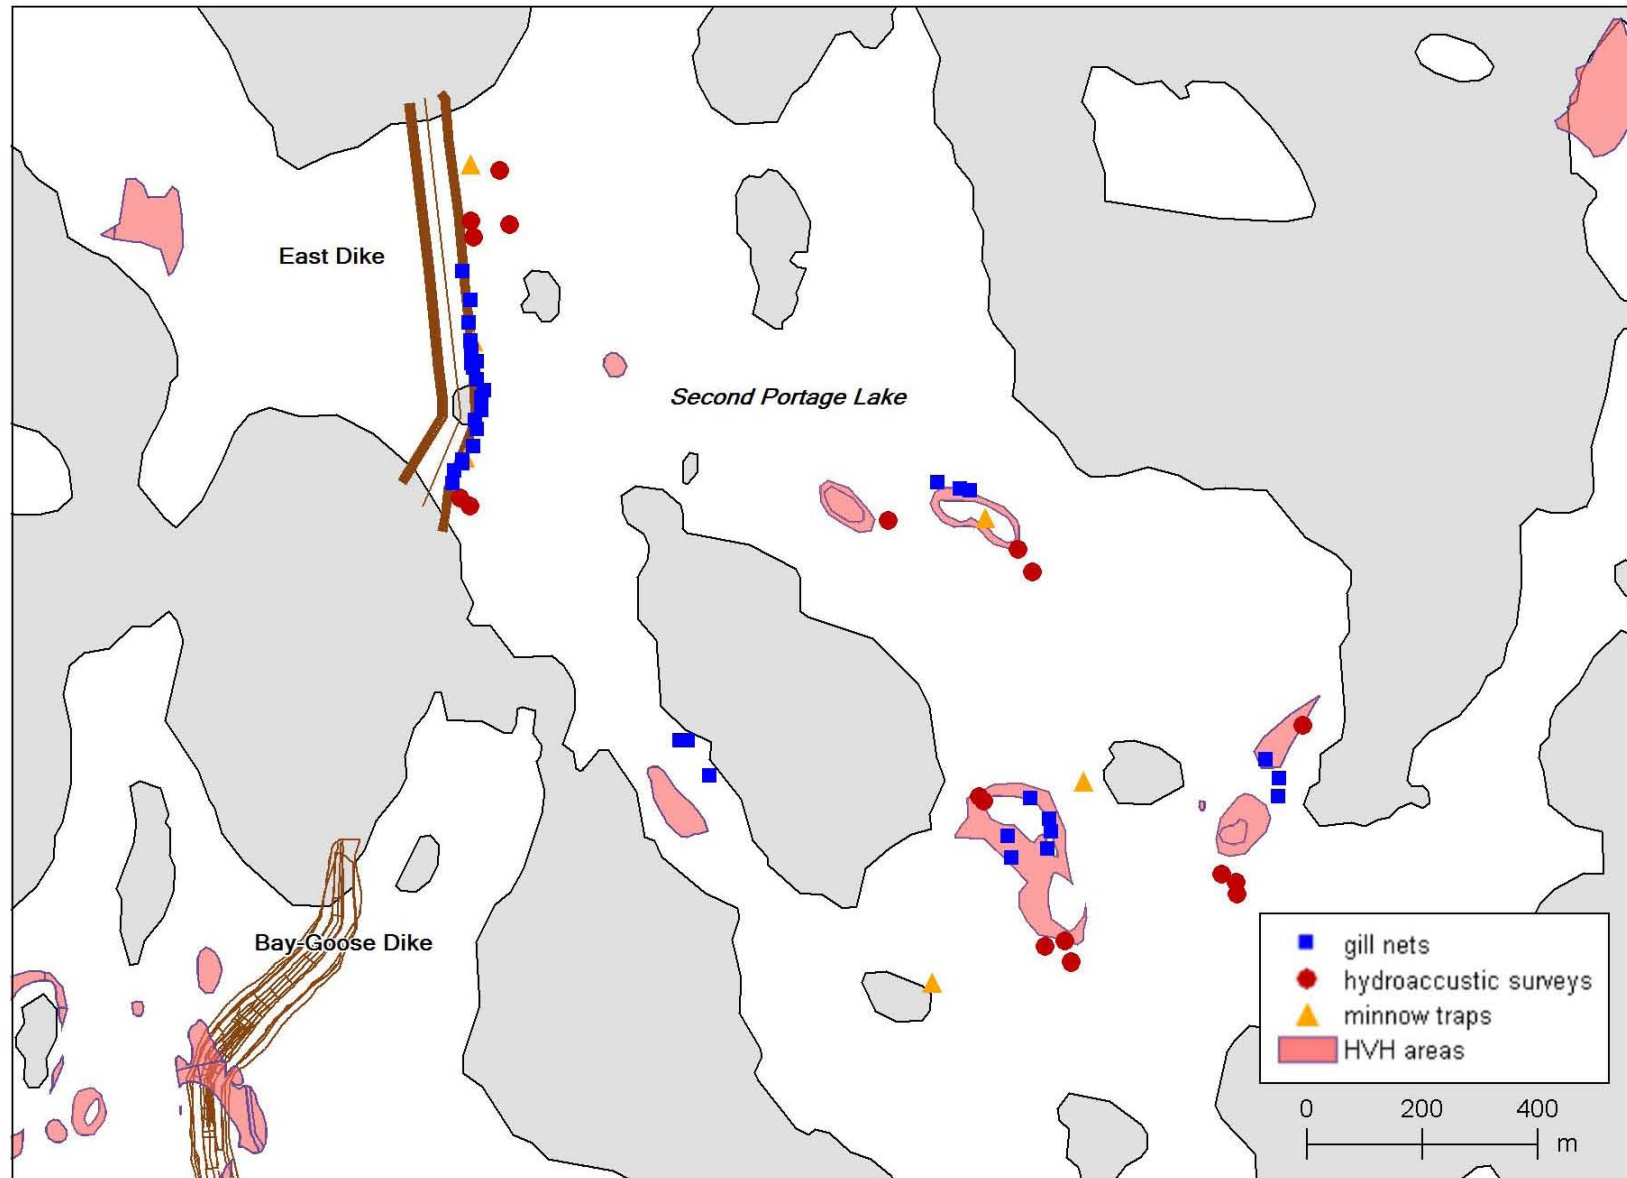 East Dike
Second Portage Lake
Bay-Goose Dike
gill nets
hydroaccustic surveys
minnow traps
HVH areas
0 200 400
m